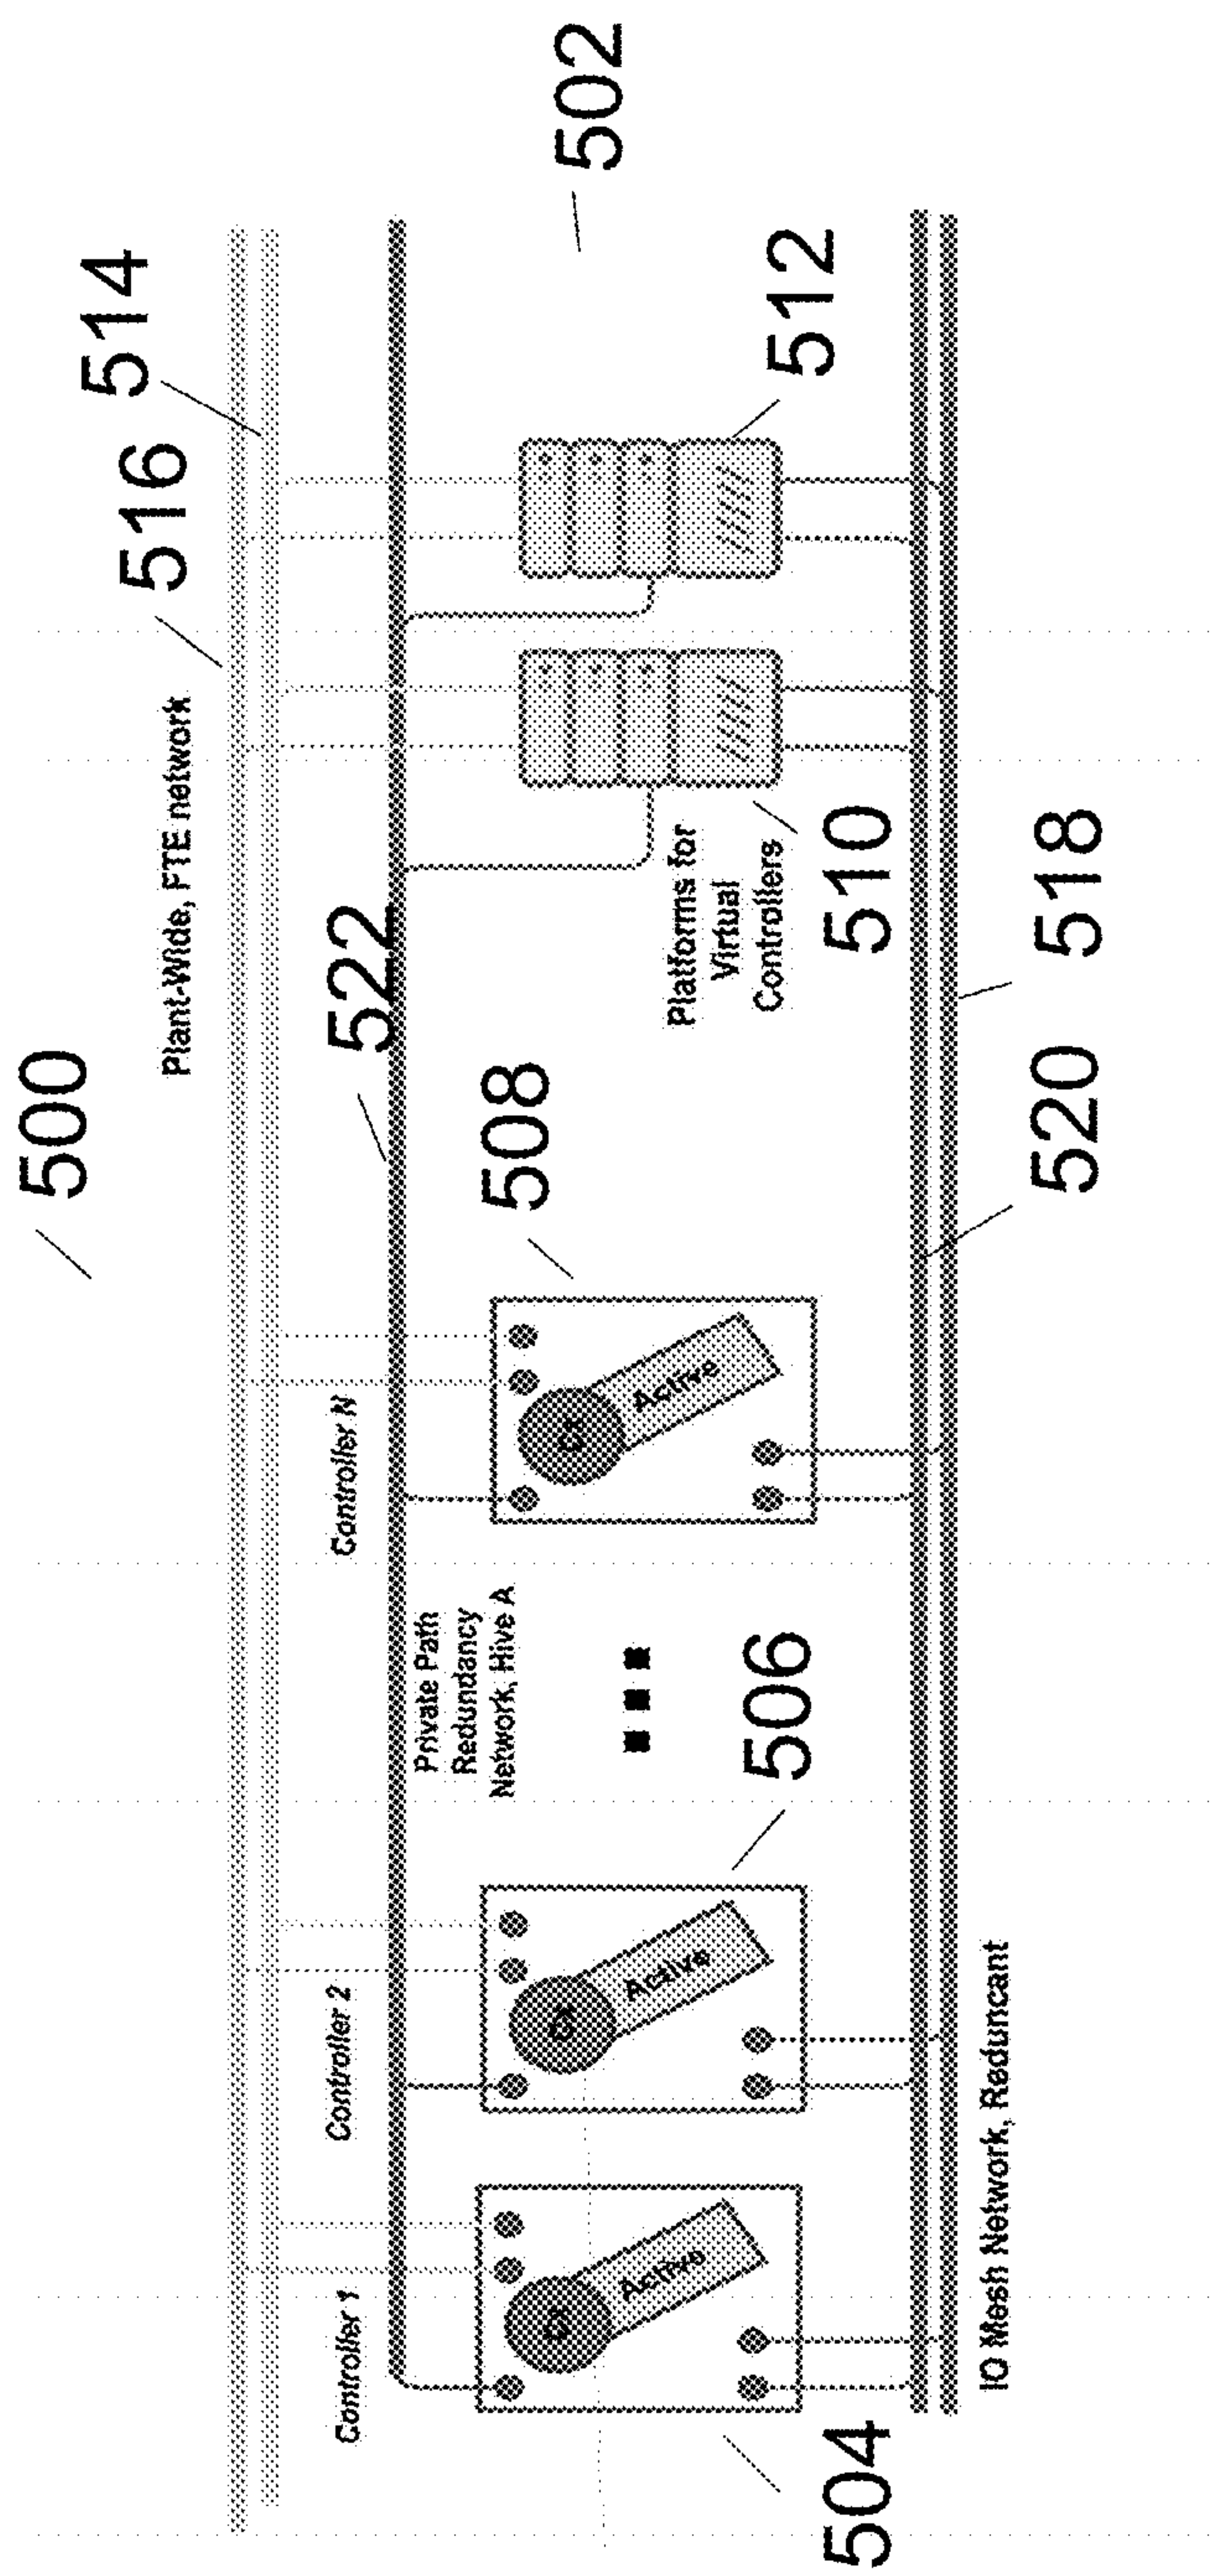 500
514
516
Plant-Wide, FTE network
Controller 1
Controller 2
Controller N
522
Private Path
Redundancy
Network, Hive A
508
502
Active
Active
Active
Platforms for
Virtual
Controllers
506
512
504
510
IO Mesh Network, Reduncant
520
518